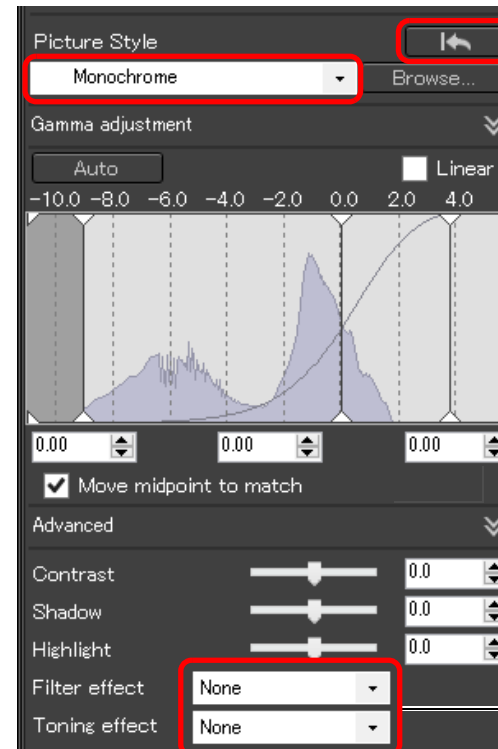 Picture Style
Monochrome
Browse...
Gamma adjustment
Auto
Linear
-10.0 -8.0 -6.0 -4.0 -2.0 0.0 2.0 4.0
0.00 0.00 0.00
Move midpoint to match
Advanced
Contrast 0.0
Shadow 0.0
Highlight 0.0
Filter effect None
Toning effect None